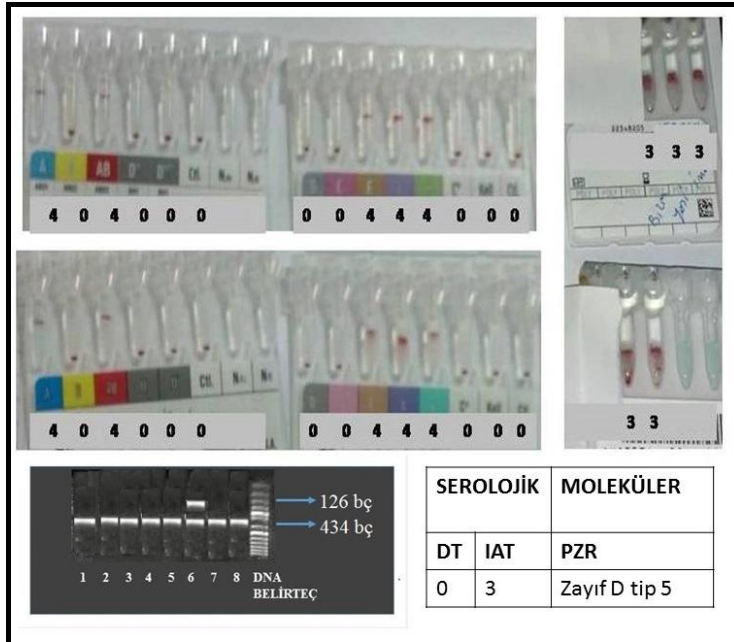 A AB D Ctl.
4 0 4 0 0 0
0 0 4 4 4 0 0 0
3 3 3
A B AB D D Ctl.
4 0 4 0 0 0
0 0 4 4 4 0 0 0
3 3
126 bç
434 bç
1 2 3 4 5 6 7 8 DNA
BELİRTEÇ
SEROLOJİK MOLEKÜLER
DT IAT PZR
0 3 Zayıf D tip 5